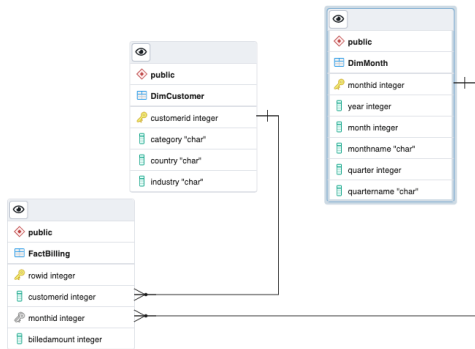 public
DimMonth
monthid integer
year integer
month integer
monthname "char"
quarter integer
quartername "char"
public
DimCustomer
customerid integer
category "char"
country "char"
industry "char"
public
FactBilling
rowid integer
customerid integer
monthid integer
billedamount integer